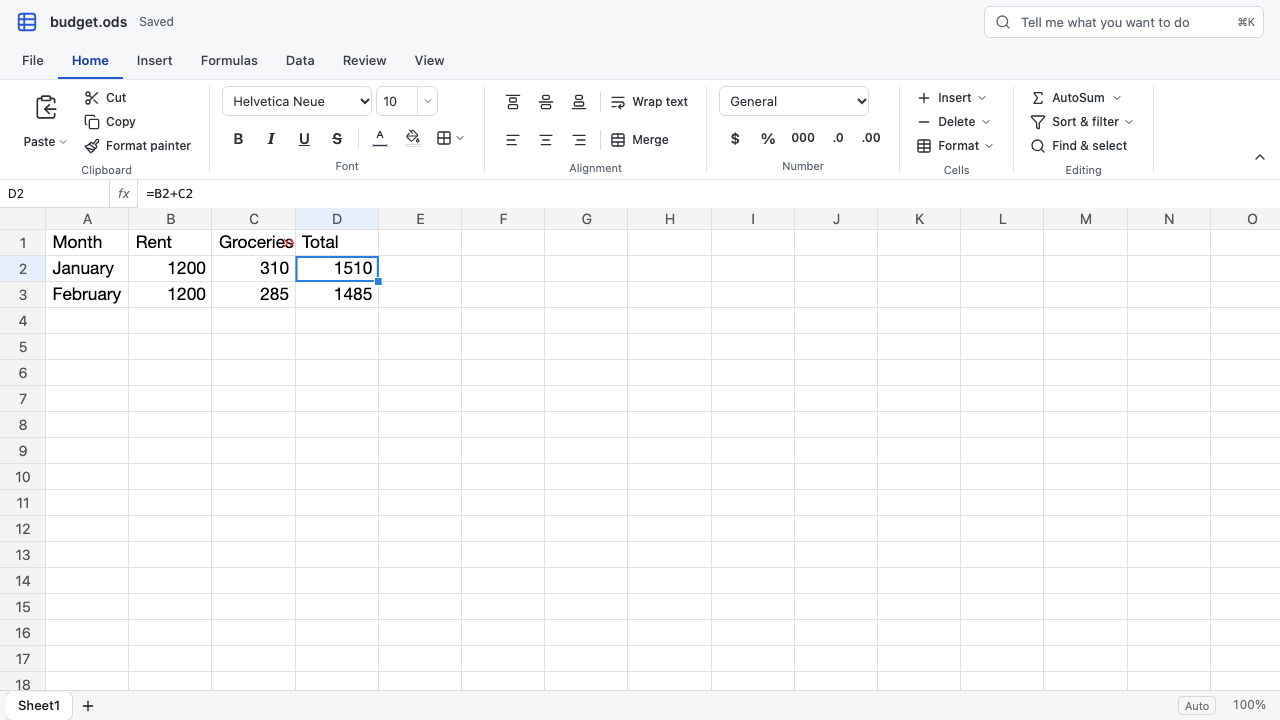 budget.ods Saved Tell me what you want to do ⌘K
File Home Insert Formulas Data Review View
Paste Cut Copy Format painter Clipboard
Helvetica Neue 10 B I U S A Font
Wrap text Merge Alignment
General $ % 000 .0 .00 Number
Insert Delete Format Cells
AutoSum Sort & filter Find & select Editing
D2 fx =B2+C2
A B C D E F G H I J K L M N O
1 Month Rent Groceries Total
2 January 1200 310 1510
3 February 1200 285 1485
4
5
6
7
8
9
10
11
12
13
14
15
16
17
18
Sheet1 + Auto 100%